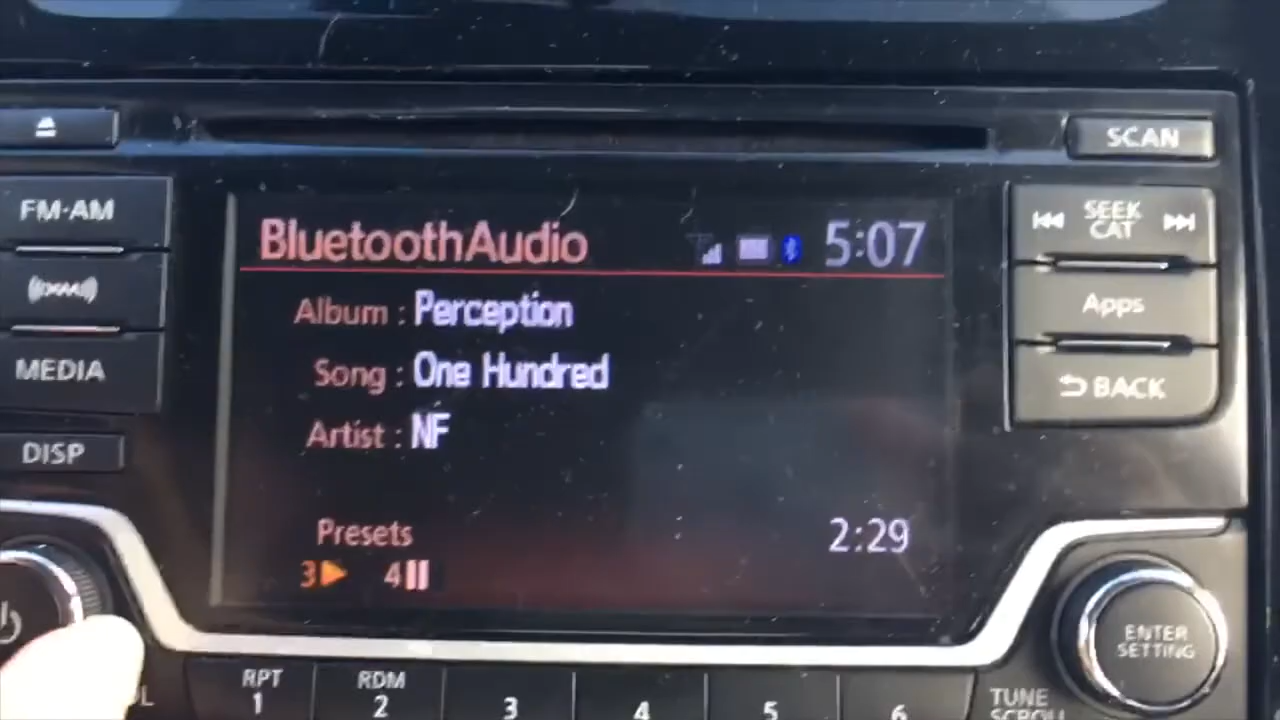 SCAN
FM·AM
SEEK
CAT
BluetoothAudio 5:07
Album : Perception
Apps
Song : One Hundred
MEDIA
BACK
Artist : NF
DISP
Presets 2:29
3 4
ENTER
SETTING
RPT
1
RDM
2
3
4
5
6
TUNE
SCROLL